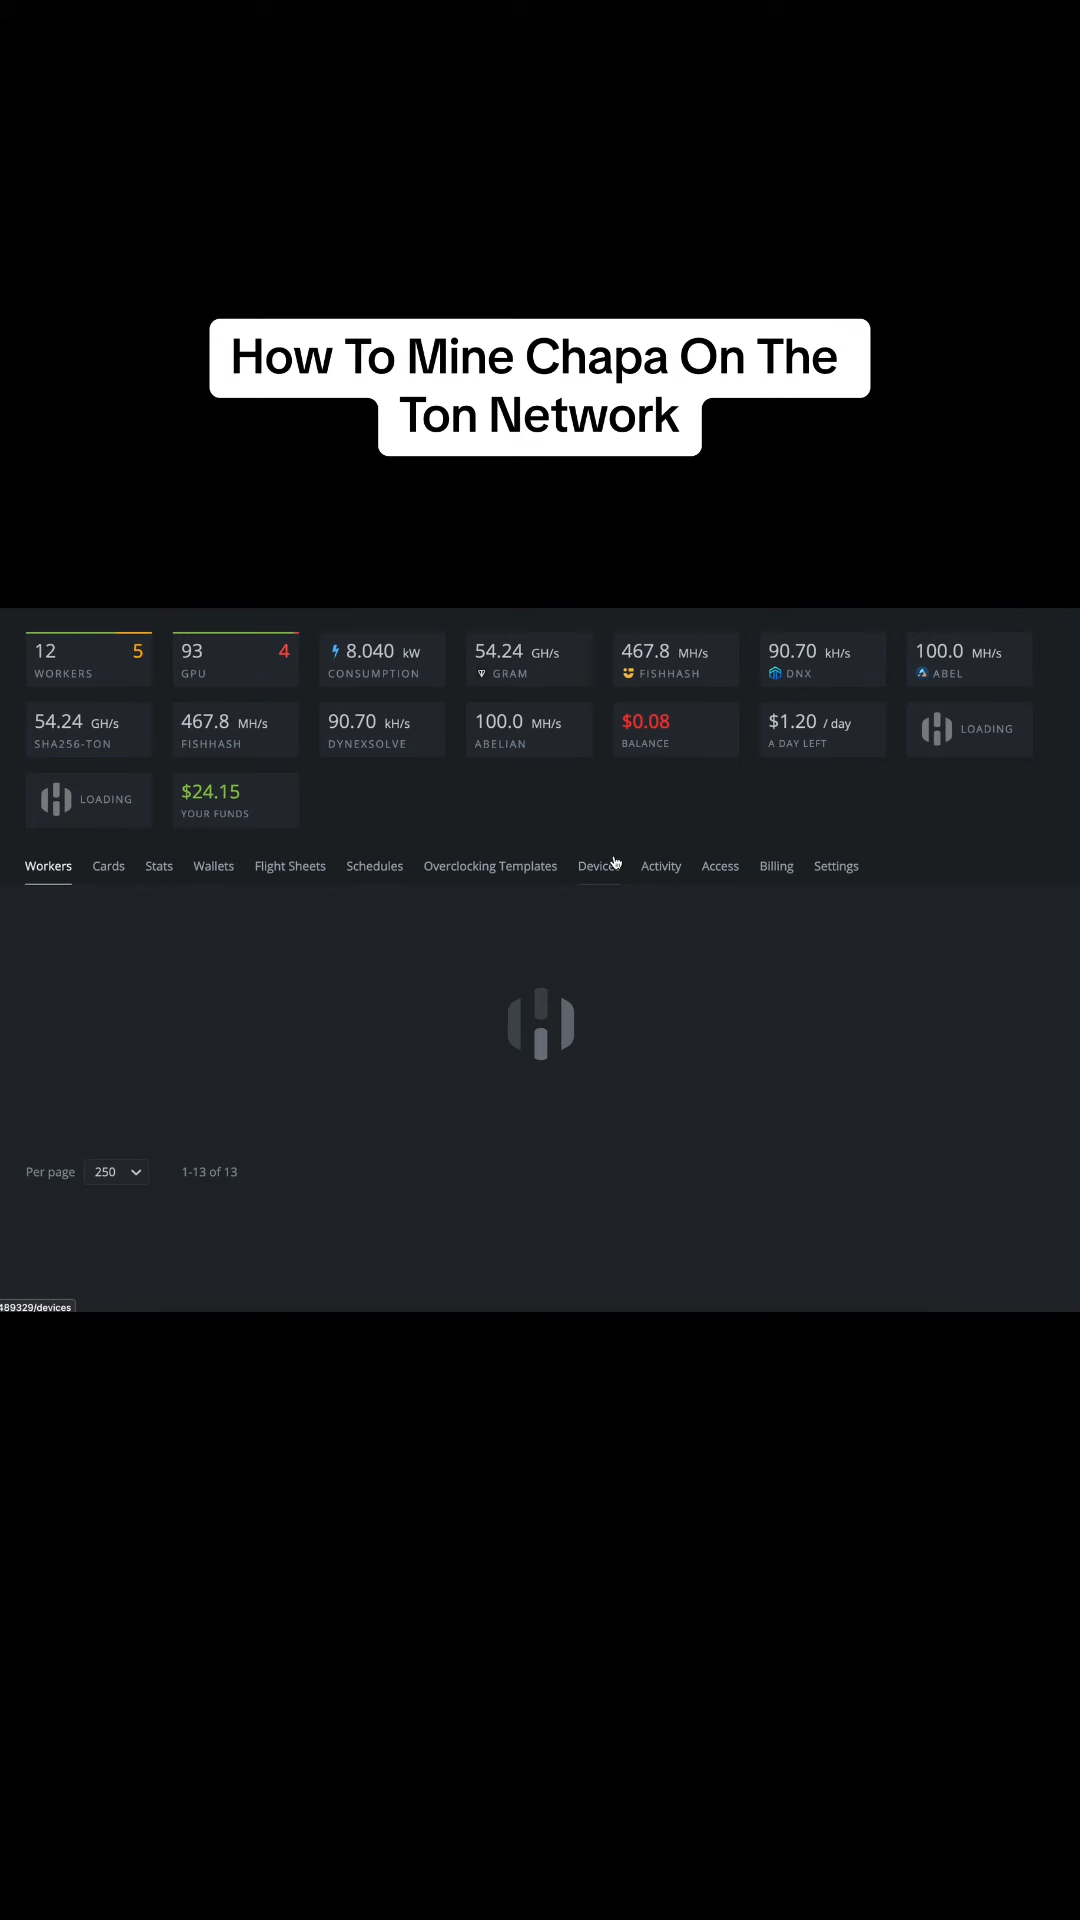 How To Mine Chapa On The
Ton Network
12 5 93 4 8.040 kW 54.24 GH/s 467.8 MH/s 90.70 kH/s 100.0 MH/s
WORKERS GPU CONSUMPTION GRAM FISHHASH DNX ABEL
54.24 GH/s 467.8 MH/s 90.70 kH/s 100.0 MH/s $0.08 $1.20 / day LOADING
SHA256-TON FISHHASH DYNEXSOLVE ABELIAN BALANCE A DAY LEFT
LOADING $24.15
YOUR FUNDS
Workers Cards Stats Wallets Flight Sheets Schedules Overclocking Templates Devices Activity Access Billing Settings
Per page 250 1-13 of 13
489329/devices